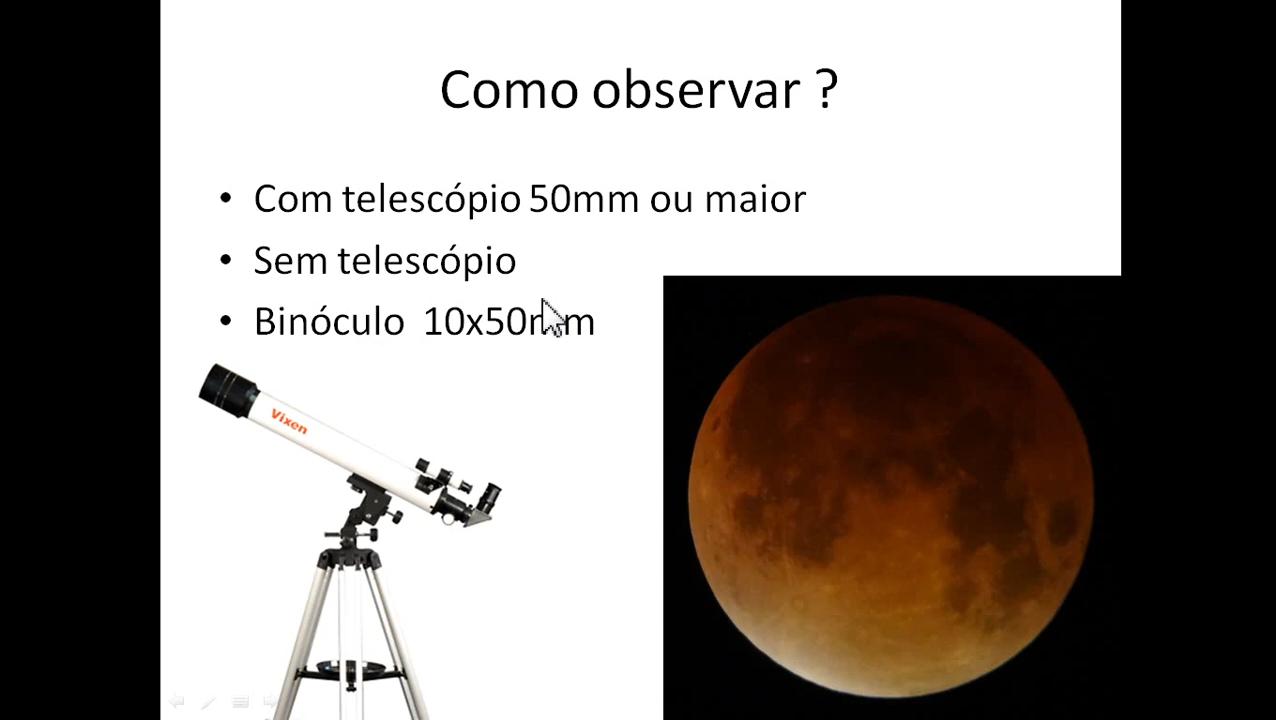 Como observar ?
• Com telescópio 50mm ou maior
• Sem telescópio
• Binóculo 10x50mm
Vixen